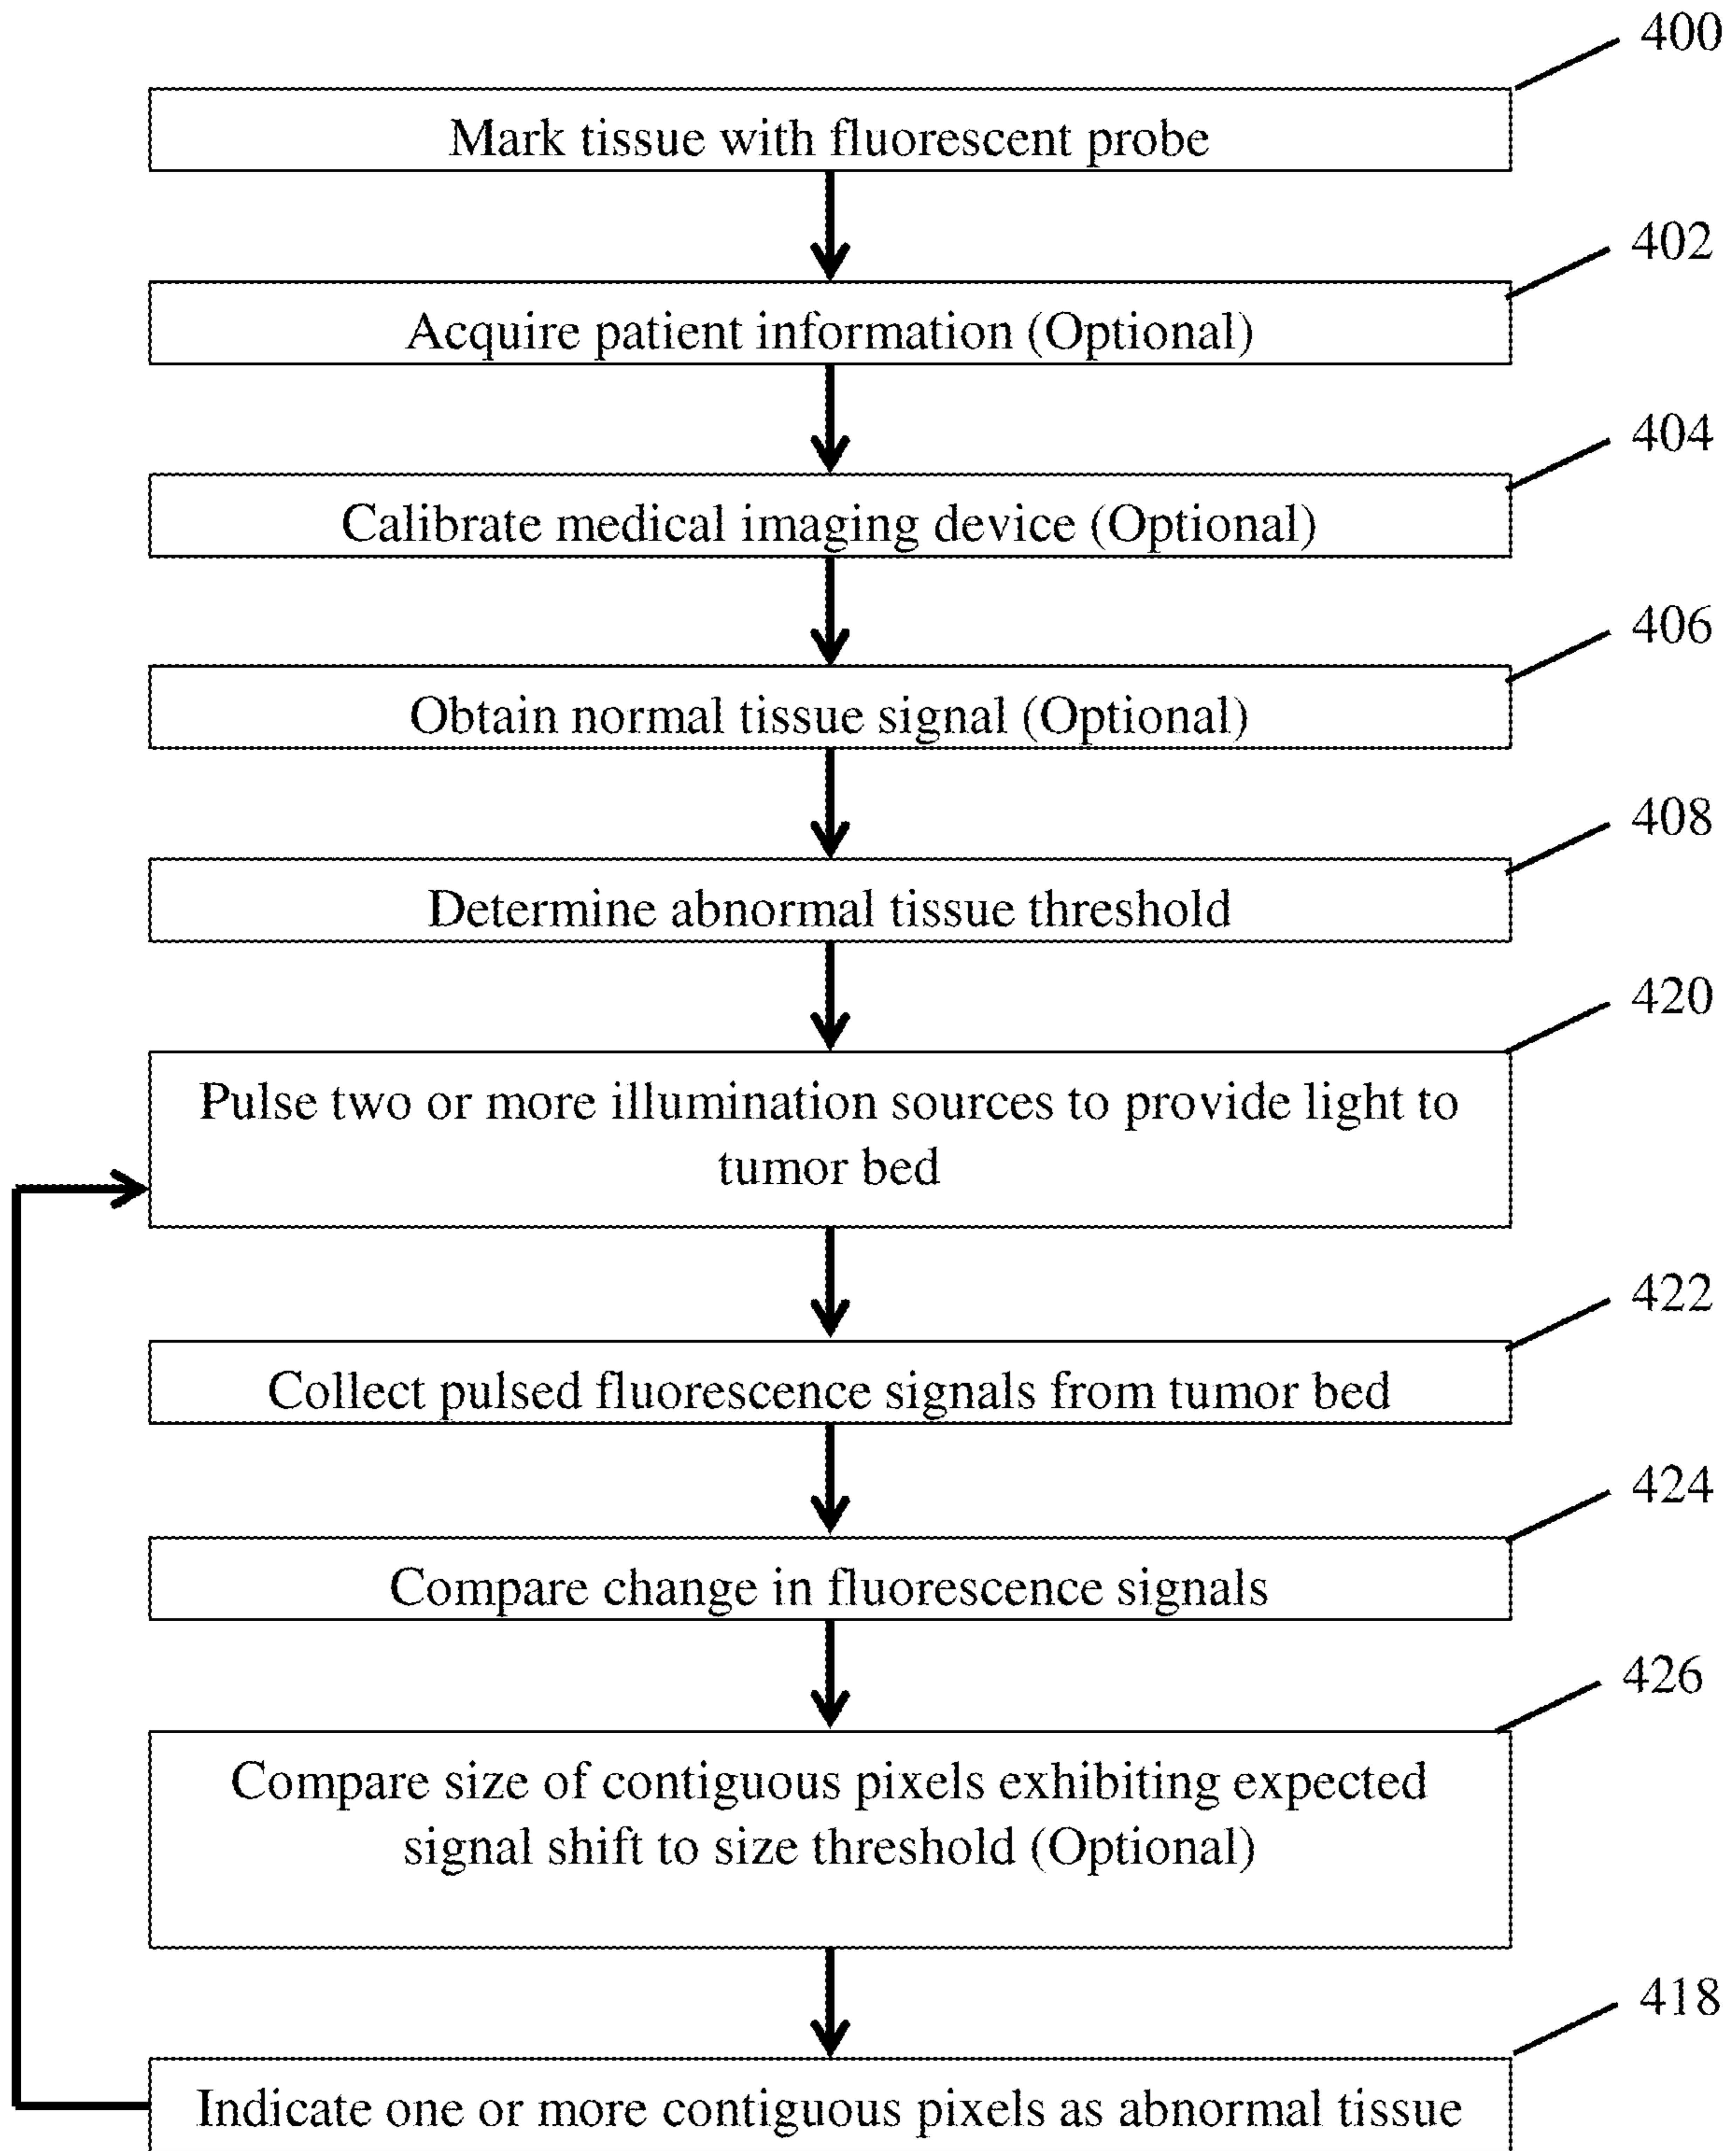 400
Mark tissue with fluorescent probe
402
Acquire patient information (Optional)
404
Calibrate medical imaging device (Optional)
406
Obtain normal tissue signal (Optional)
408
Determine abnormal tissue threshold
420
Pulse two or more illumination sources to provide light to
tumor bed
422
Collect pulsed fluorescence signals from tumor bed
424
Compare change in fluorescence signals
426
Compare size of contiguous pixels exhibiting expected
signal shift to size threshold (Optional)
418
Indicate one or more contiguous pixels as abnormal tissue